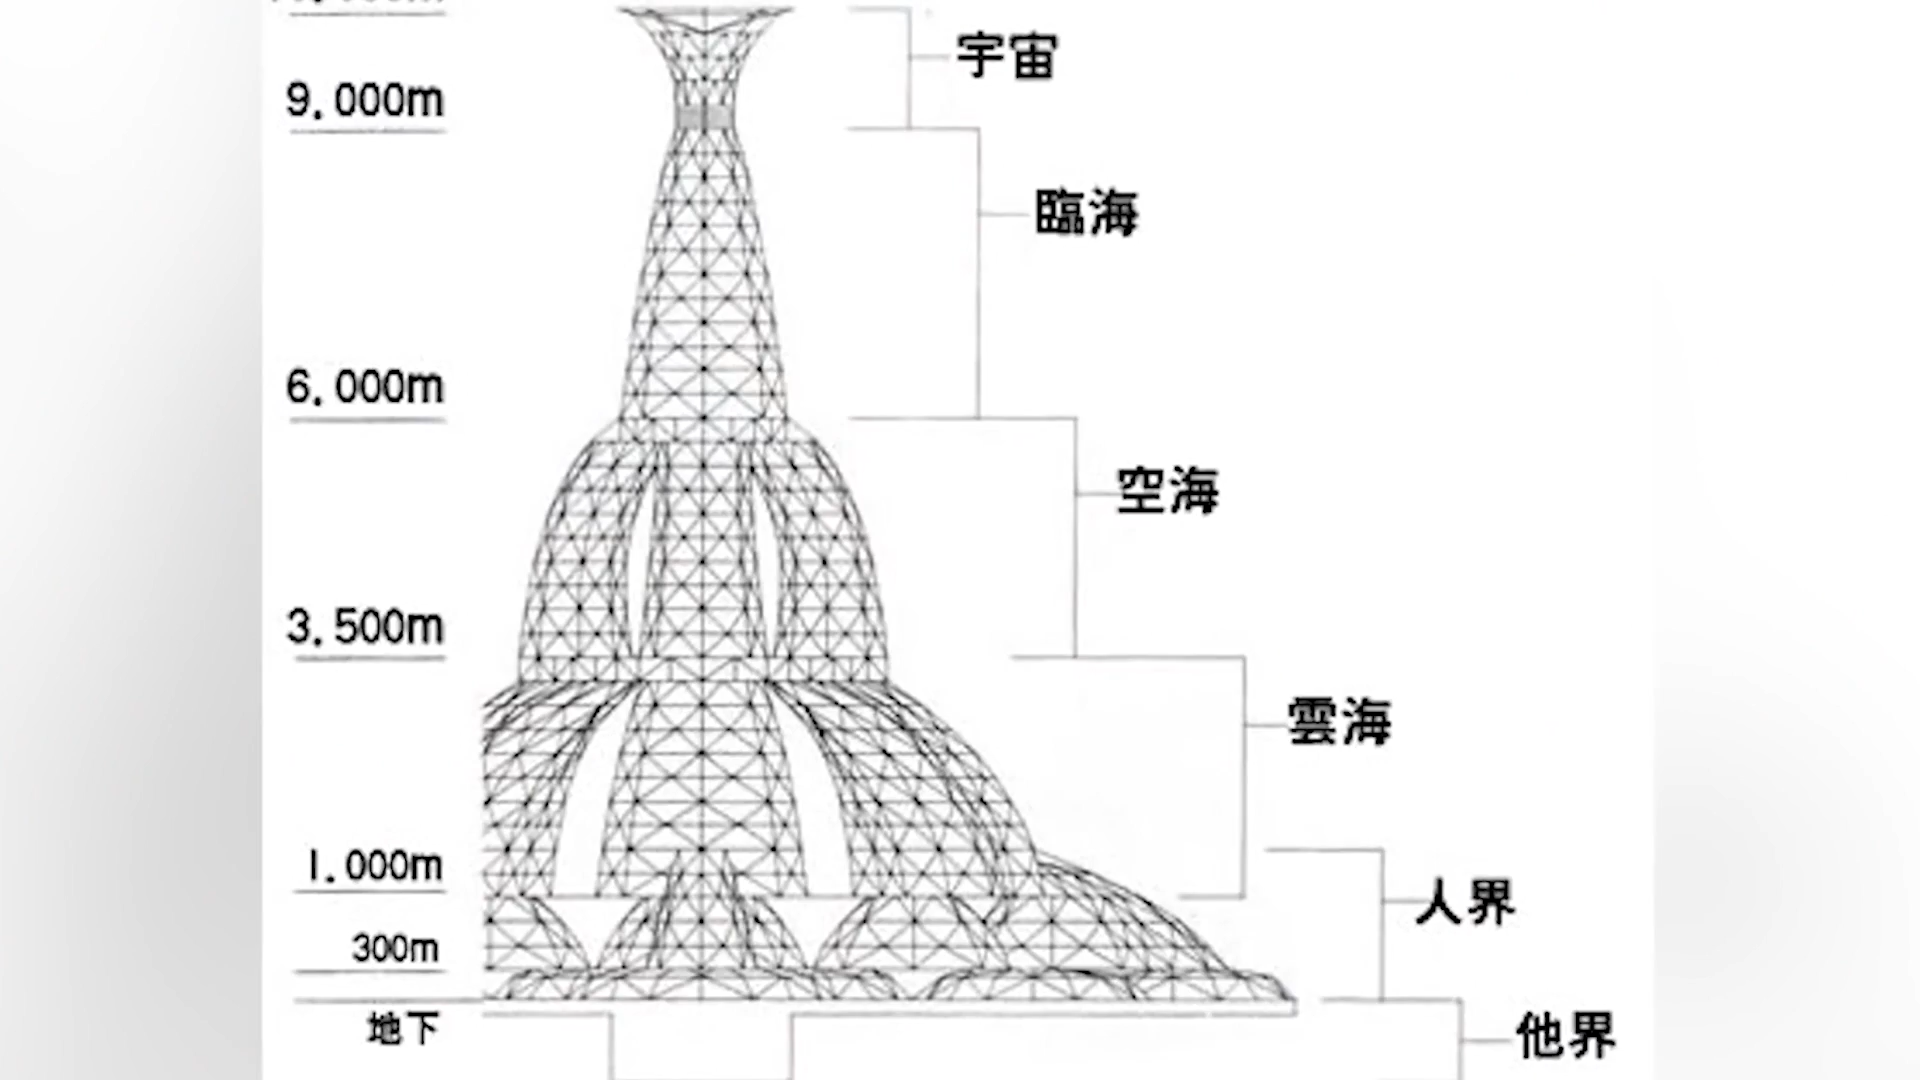 宇宙
9,000m
臨海
6,000m
空海
3,500m
雲海
1,000m
人界
300m
地下
他界